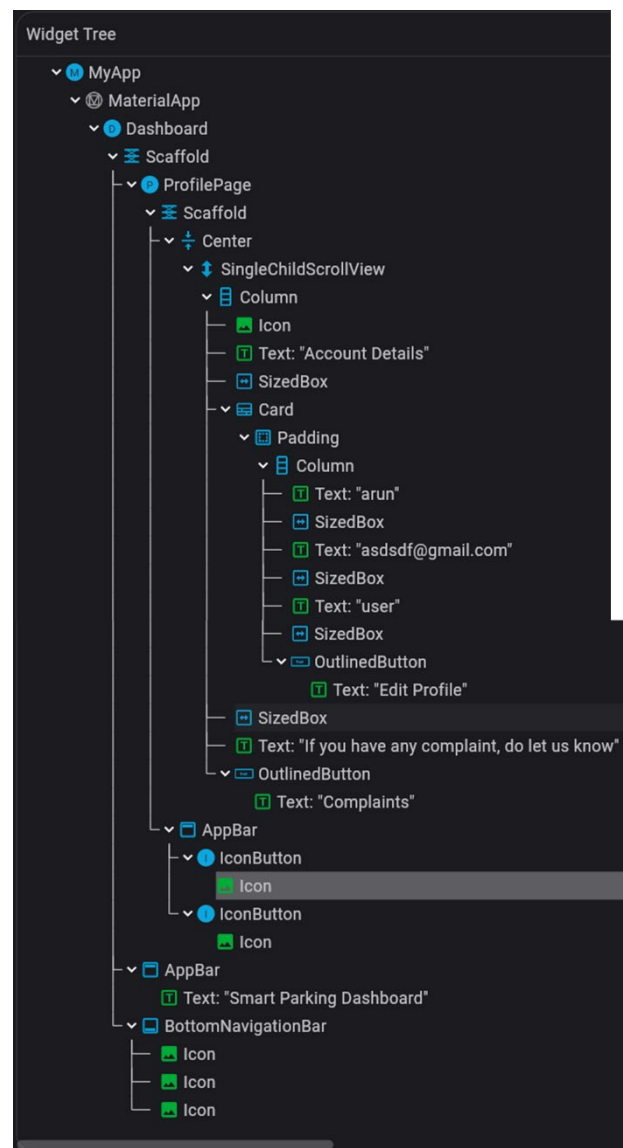 Widget Tree
MyApp
MaterialApp
Dashboard
Scaffold
ProfilePage
Scaffold
Center
SingleChildScrollView
Column
Icon
Text: "Account Details"
SizedBox
Card
Padding
Column
Text: "arun"
SizedBox
Text: "asdsdf@gmail.com"
SizedBox
Text: "user"
SizedBox
OutlinedButton
Text: "Edit Profile"
SizedBox
Text: "If you have any complaint, do let us know"
OutlinedButton
Text: "Complaints"
AppBar
IconButton
Icon
IconButton
Icon
AppBar
Text: "Smart Parking Dashboard"
BottomNavigationBar
Icon
Icon
Icon